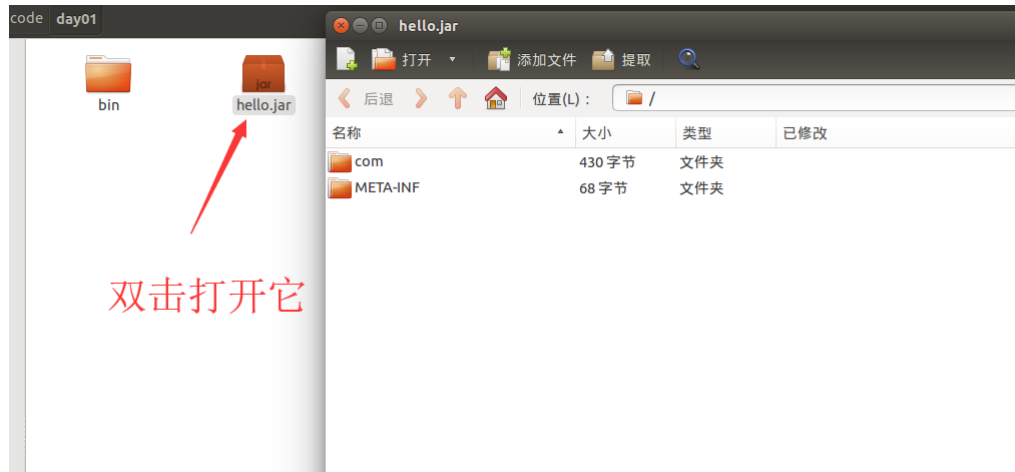 code day01
hello.jar
打开 添加文件 提取
后退 位置(L)： /
名称 大小 类型 已修改
com 430 字节 文件夹
META-INF 68 字节 文件夹
bin
jar
hello.jar
双击打开它